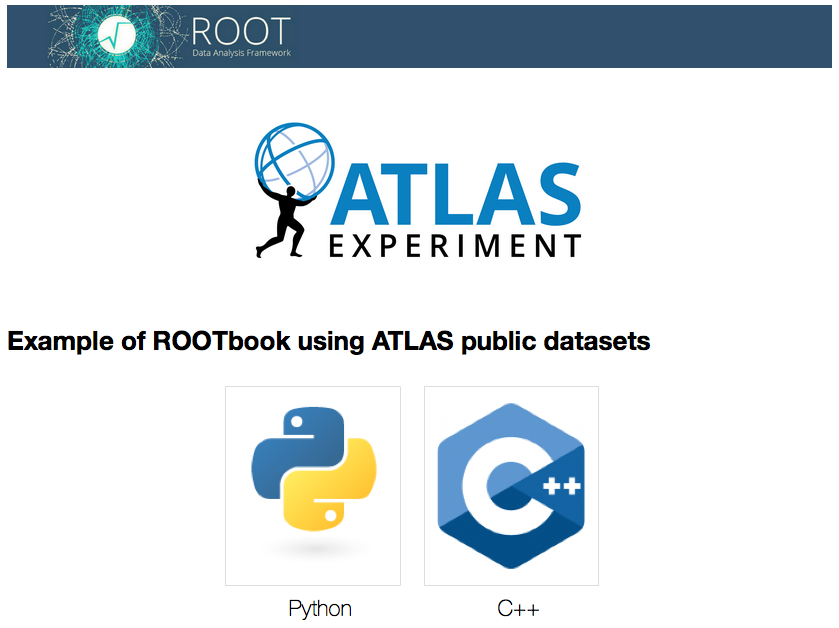 ROOT
Data Analysis Framework
ATLAS
EXPERIMENT
Example of ROOTbook using ATLAS public datasets
C++
Python
C++